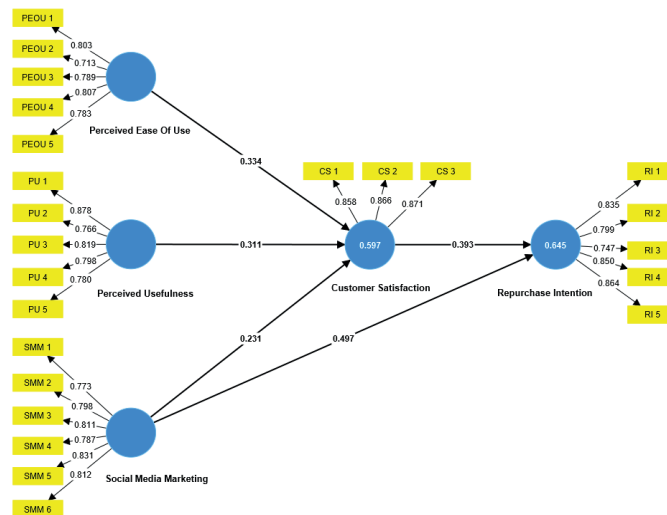 PEOU 1
PEOU 2
PEOU 3
PEOU 4
PEOU 5
0.803
0.713
0.789
0.807
0.783
Perceived Ease Of Use
0.334
PU 1
PU 2
PU 3
PU 4
PU 5
0.878
0.766
0.819
0.798
0.780
Perceived Usefulness
0.311
SMM 1
SMM 2
SMM 3
SMM 4
SMM 5
SMM 6
0.773
0.798
0.811
0.787
0.831
0.812
Social Media Marketing
0.231
0.497
CS 1
CS 2
CS 3
0.858
0.866
0.871
0.597
Customer Satisfaction
0.393
0.645
Repurchase Intention
0.835
0.799
0.747
0.850
0.864
RI 1
RI 2
RI 3
RI 4
RI 5